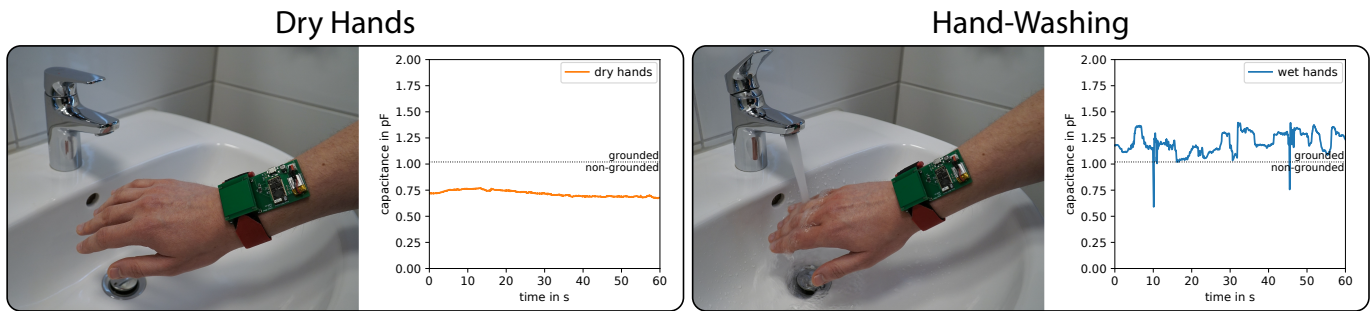 Dry Hands
Hand-Washing
2.00
1.75
1.50
1.25
1.00
0.75
0.50
0.25
0.00
capacitance in pF
dry hands
grounded
non-grounded
0 10 20 30 40 50 60
time in s
2.00
1.75
1.50
1.25
1.00
0.75
0.50
0.25
0.00
capacitance in pF
wet hands
grounded
non-grounded
0 10 20 30 40 50 60
time in s